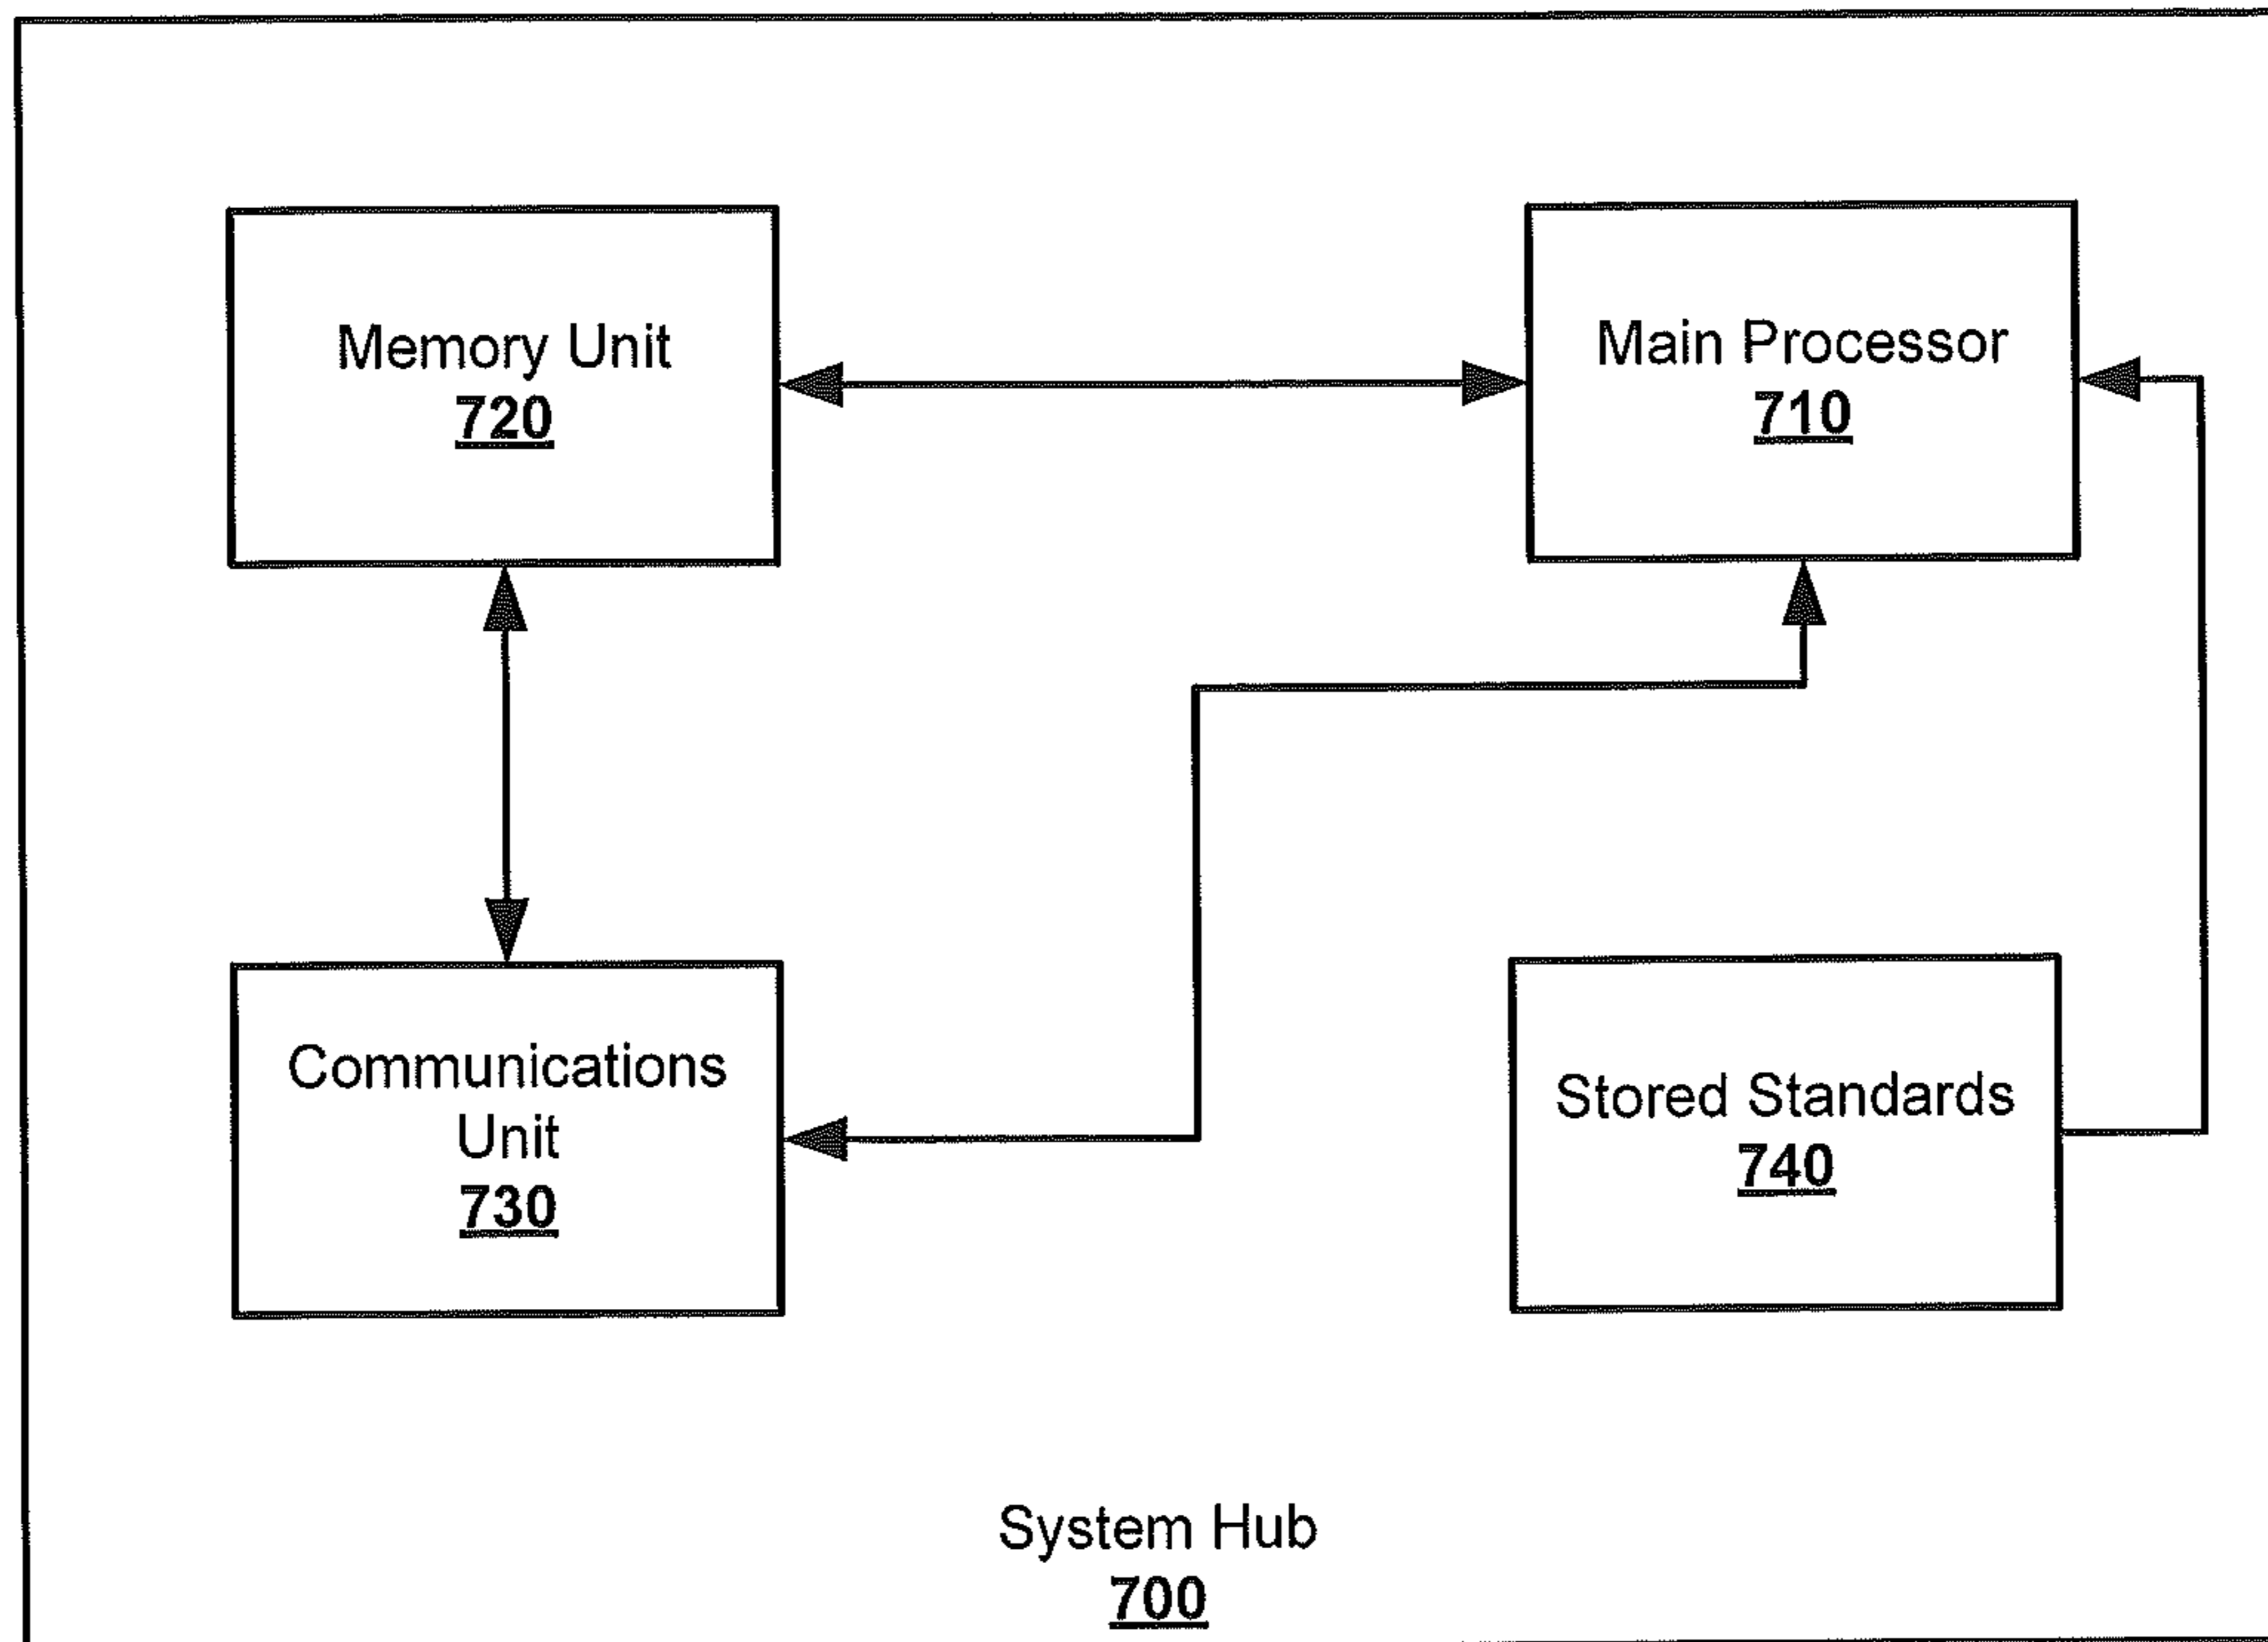 Memory Unit
720
Main Processor
710
Communications
Unit
730
Stored Standards
740
System Hub
700